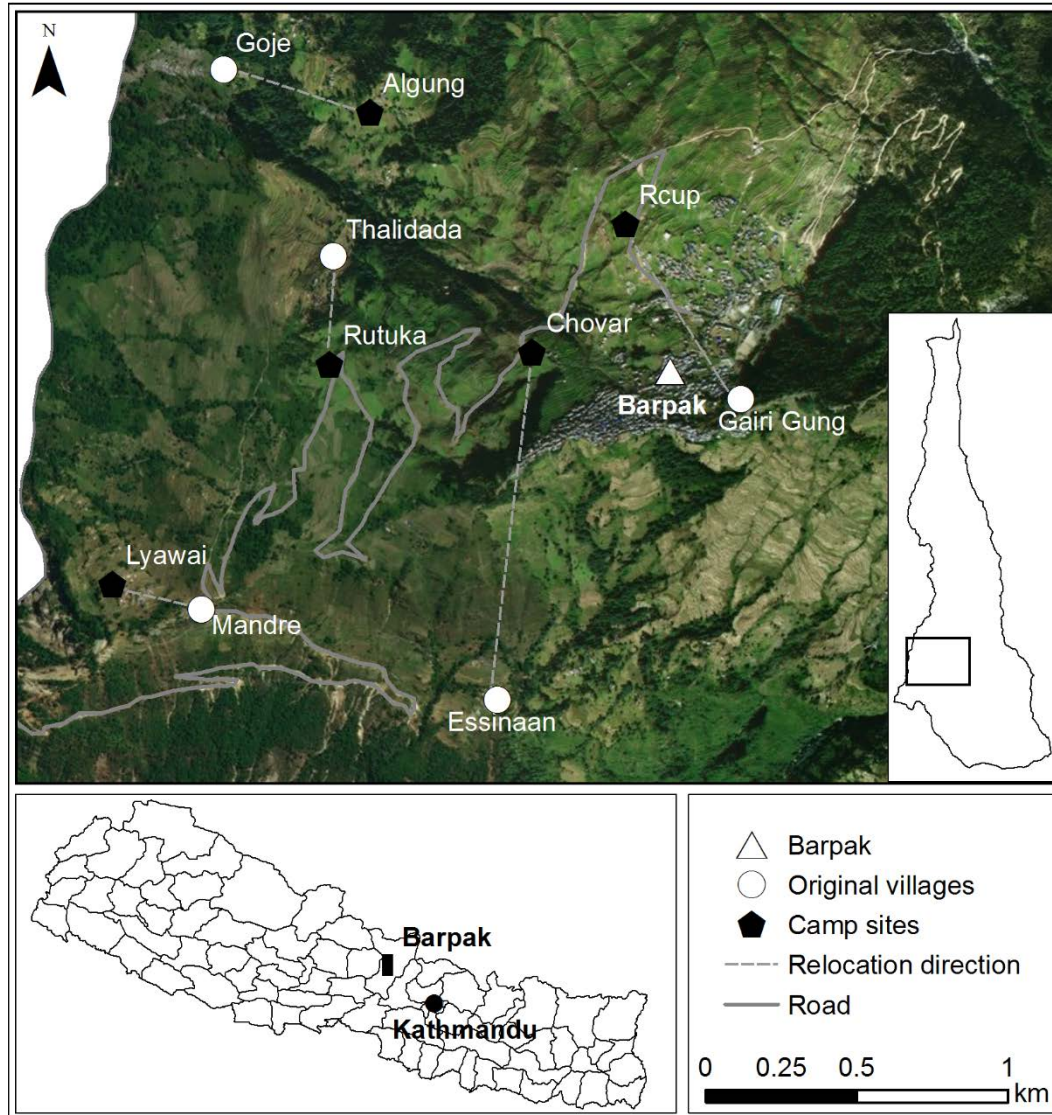 N
Goje
Algung
Rcup
Thalidada
Chovar
Rutuka
Barpak
Gairi Gung
Lyawai
Mandre
Essinaan
Barpak
Kathmandu
Barpak
Original villages
Camp sites
Relocation direction
Road
0 0.25 0.5 1
km